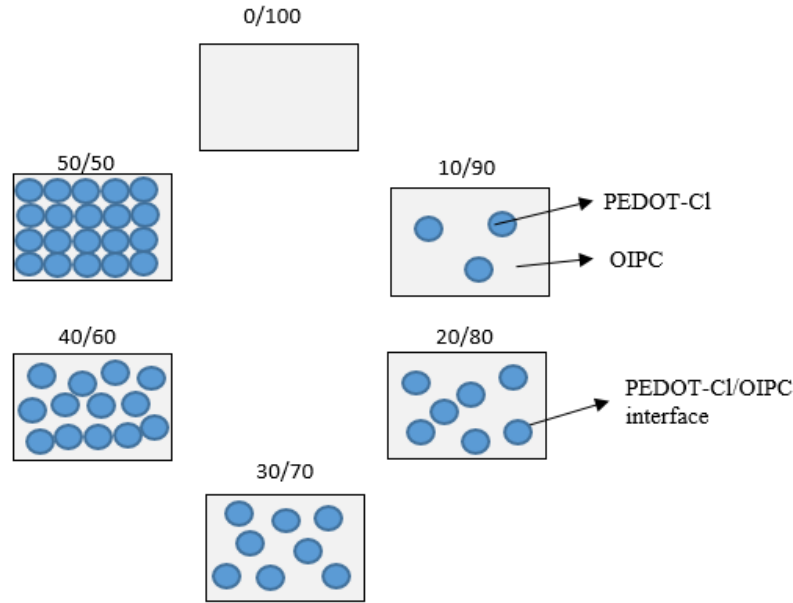 0/100
50/50
10/90
PEDOT-Cl
OIPC
40/60
20/80
PEDOT-Cl/OIPC
interface
30/70